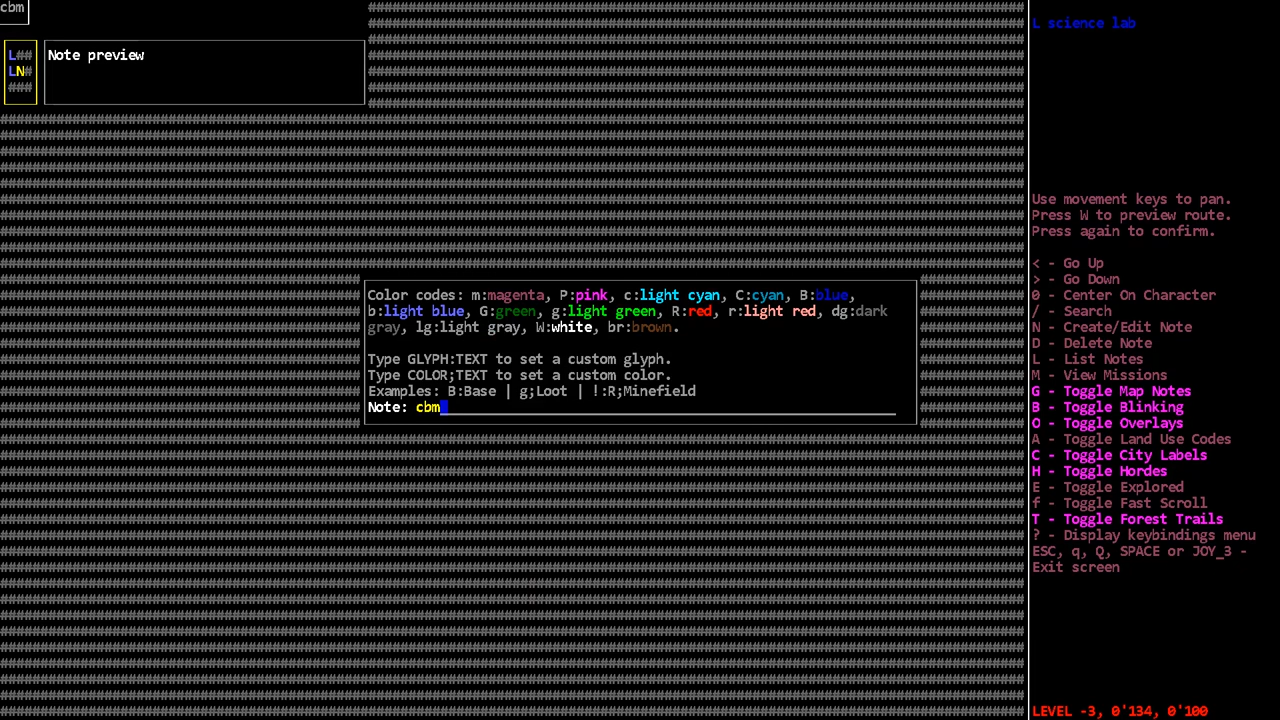 cbm
L##
LN#
###
Note preview
Color codes: m:magenta, P:pink, c:light cyan, C:cyan, B:blue,
b:light blue, G:green, g:light green, R:red, r:light red, dg:dark
gray, lg:light gray, W:white, br:brown.
Type GLYPH:TEXT to set a custom glyph.
Type COLOR;TEXT to set a custom color.
Examples: B:Base | g;Loot | !:R;Minefield
Note: cbm
L science lab
Use movement keys to pan.
Press W to preview route.
Press again to confirm.
< - Go Up
> - Go Down
0 - Center On Character
/ - Search
N - Create/Edit Note
D - Delete Note
L - List Notes
M - View Missions
G - Toggle Map Notes
B - Toggle Blinking
O - Toggle Overlays
A - Toggle Land Use Codes
C - Toggle City Labels
H - Toggle Hordes
E - Toggle Explored
f - Toggle Fast Scroll
T - Toggle Forest Trails
? - Display keybindings menu
ESC, q, Q, SPACE or JOY_3 -
Exit screen
LEVEL -3, 0'134, 0'100